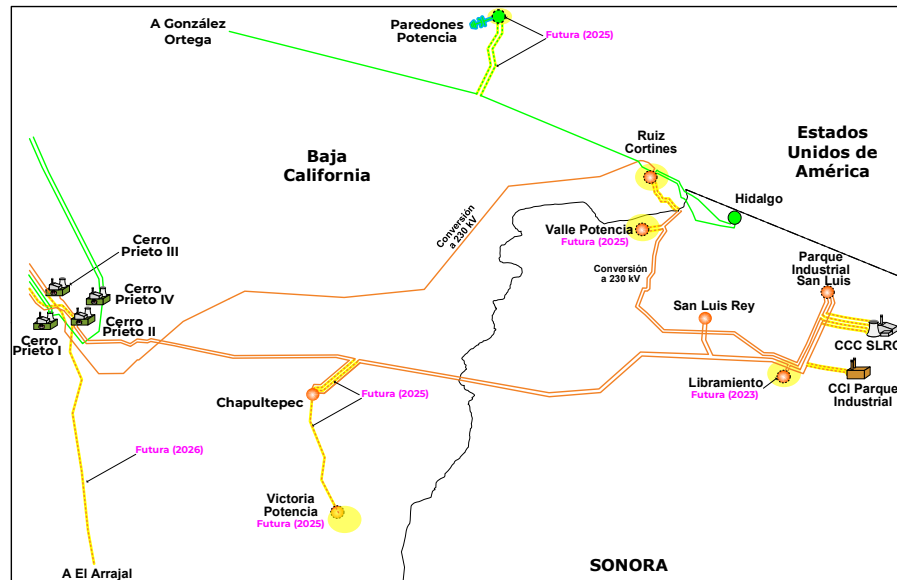 A González
Ortega
Paredones
Potencia
Futura (2025)
Ruiz
Cortines
Estados
Unidos de
América
Baja
California
Hidalgo
Conversión
a 230 kV
Valle Potencia
Futura (2025)
Cerro
Prieto III
Cerro
Prieto IV
Conversión
a 230 kV
Parque
Industrial
San Luis
San Luis Rey
Cerro
Prieto II
Cerro
Prieto I
CCC SLRC
Libramiento
Futura (2023)
CCI Parque
Industrial
Chapultepec
Futura (2025)
Futura (2026)
Victoria
Potencia
Futura (2025)
SONORA
A El Arrajal